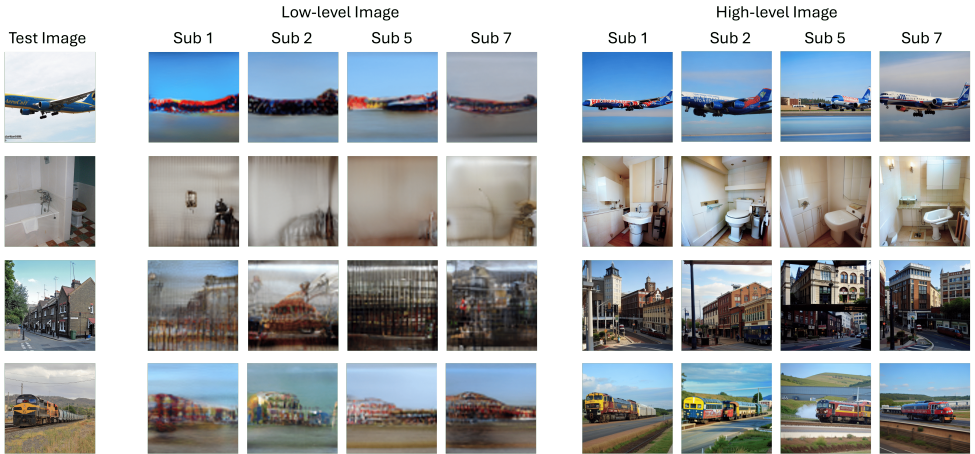 Low-level Image
High-level Image
Test Image
Sub 1
Sub 2
Sub 5
Sub 7
Sub 1
Sub 2
Sub 5
Sub 7